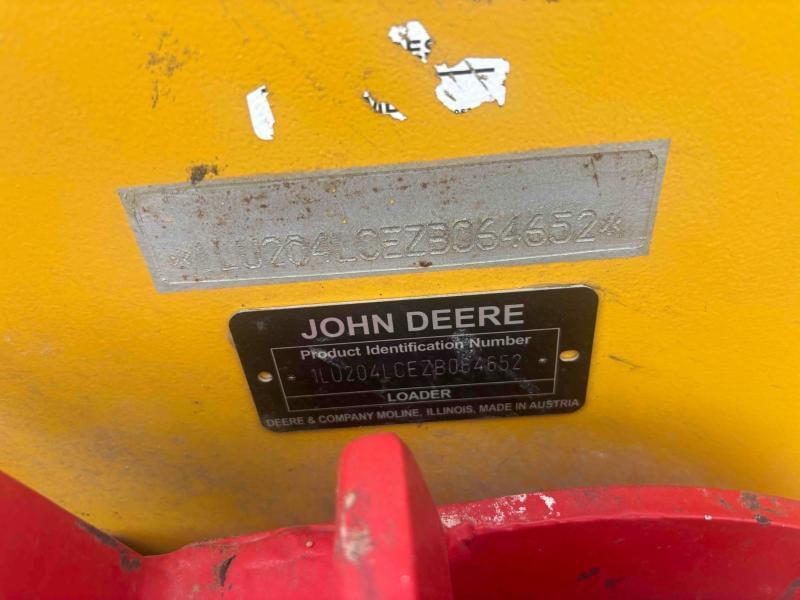 *1LU204LCEZB064652*
JOHN DEERE
Product Identification Number
1LU204LCEZB064652
LOADER
DEERE & COMPANY MOLINE, ILLINOIS, MADE IN AUSTRIA